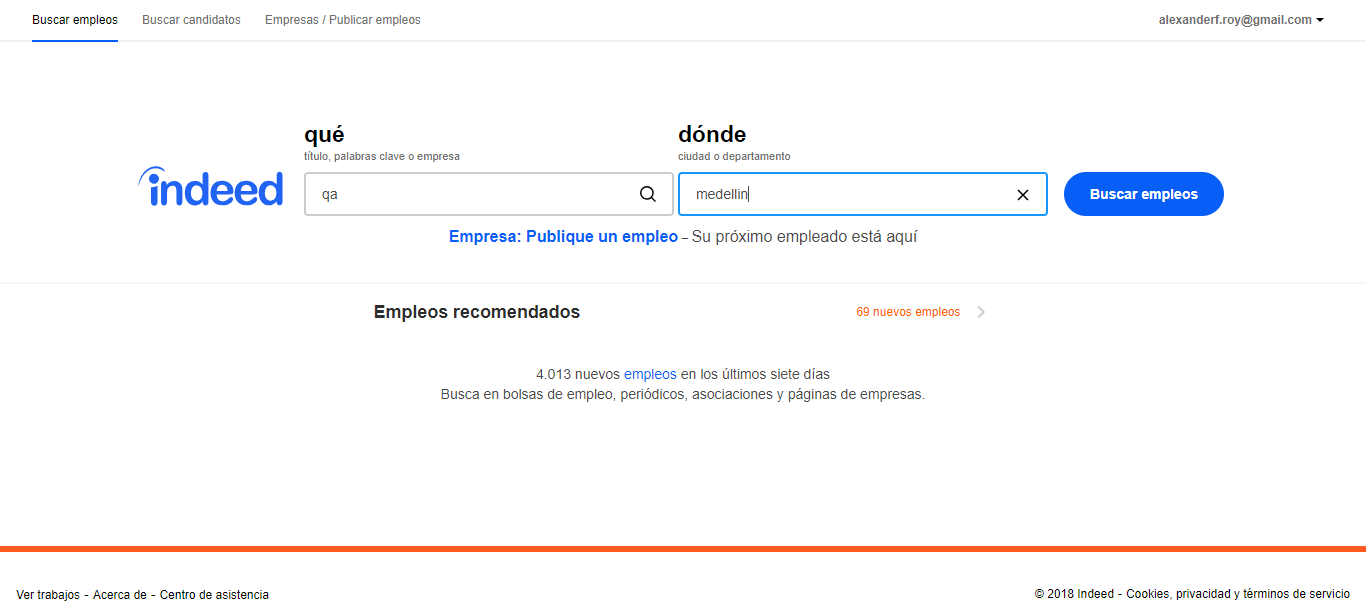 Buscar empleos Buscar candidatos Empresas / Publicar empleos alexanderf.roy@gmail.com
qué dónde
título, palabras clave o empresa ciudad o departamento
indeed qa medellin Buscar empleos
Empresa: Publique un empleo – Su próximo empleado está aquí
Empleos recomendados 69 nuevos empleos
4.013 nuevos empleos en los últimos siete días
Busca en bolsas de empleo, periódicos, asociaciones y páginas de empresas.
Ver trabajos - Acerca de - Centro de asistencia © 2018 Indeed - Cookies, privacidad y términos de servicio